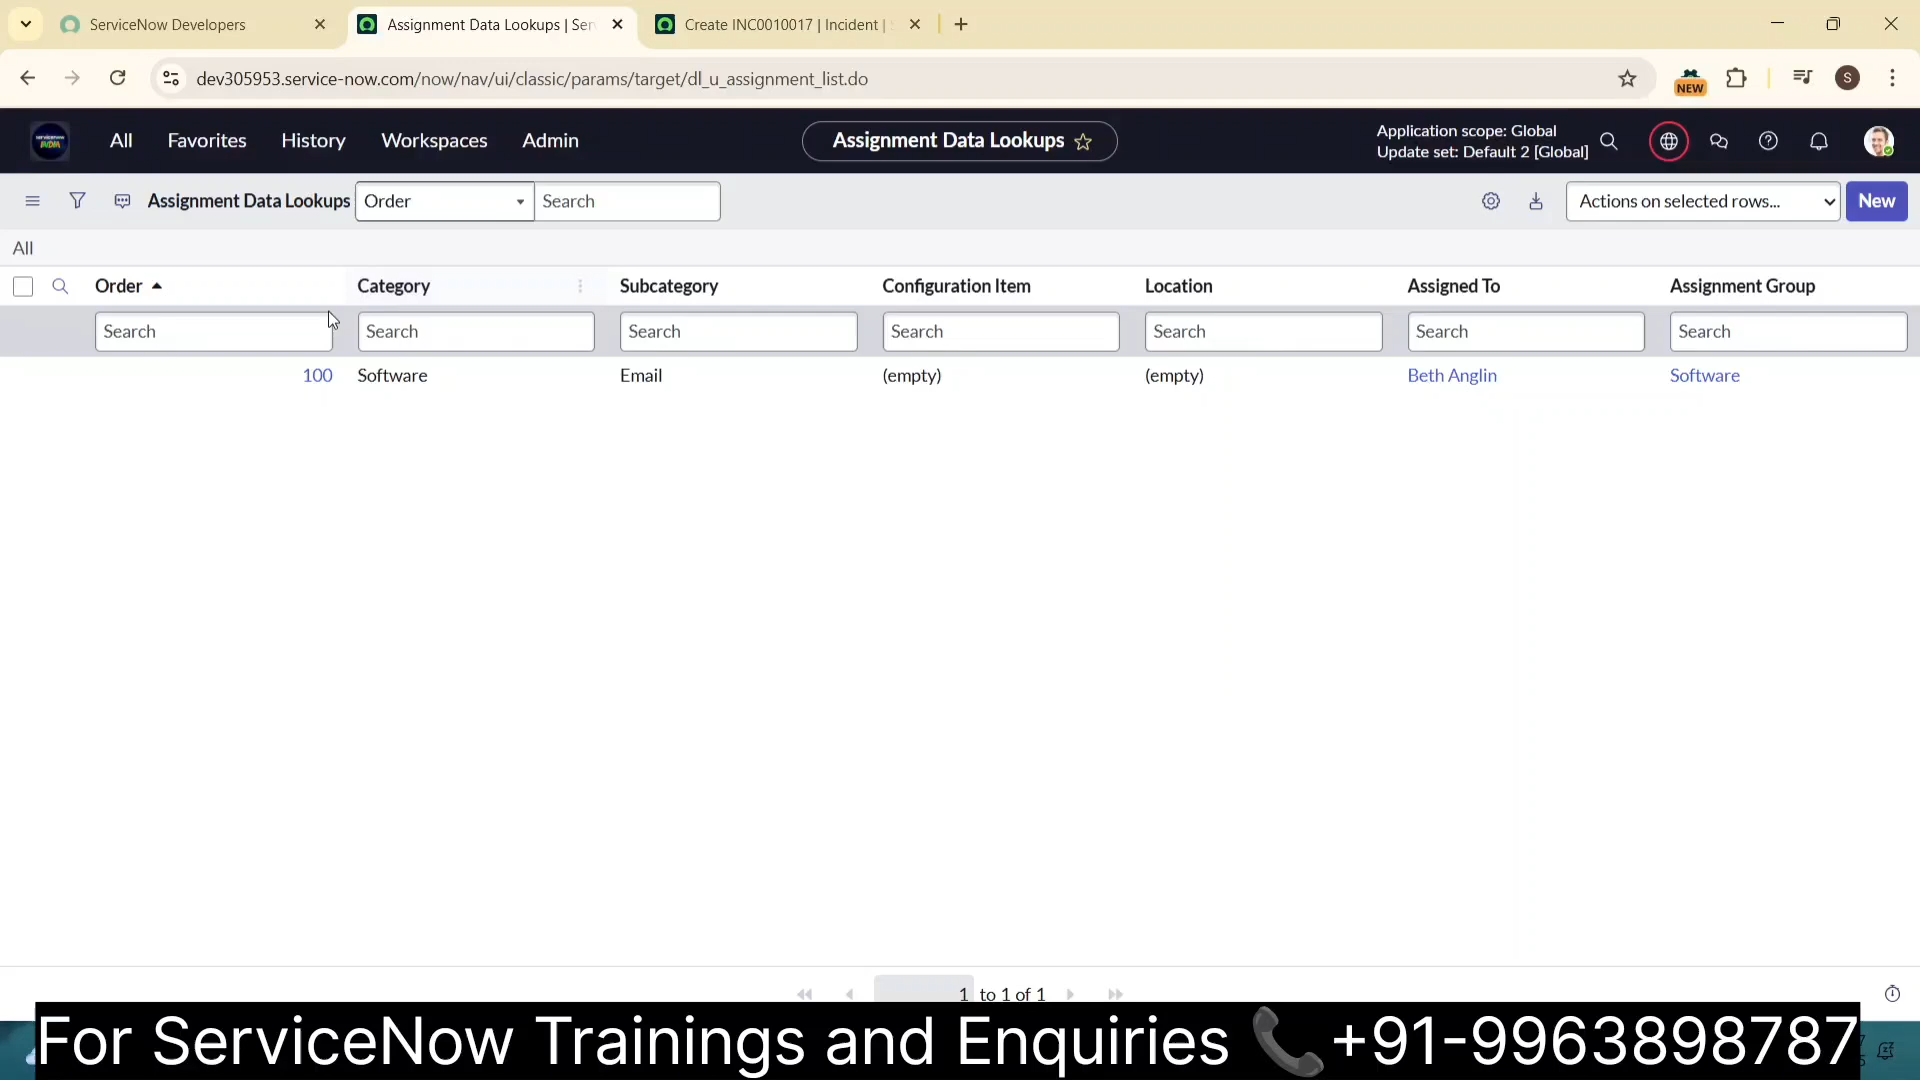 ServiceNow Developers
Assignment Data Lookups | Ser
Create INC0010017 | Incident |
dev305953.service-now.com/now/nav/ui/classic/params/target/dl_u_assignment_list.do
NEW
S
All
Favorites
History
Workspaces
Admin
Assignment Data Lookups
Application scope: Global
Update set: Default 2 [Global]
Assignment Data Lookups
Order
Search
Actions on selected rows...
New
All
Order
Category
Subcategory
Configuration Item
Location
Assigned To
Assignment Group
Search
Search
Search
Search
Search
Search
Search
100
Software
Email
(empty)
(empty)
Beth Anglin
Software
1 to 1 of 1
For ServiceNow Trainings and Enquiries 📞+91-9963898787